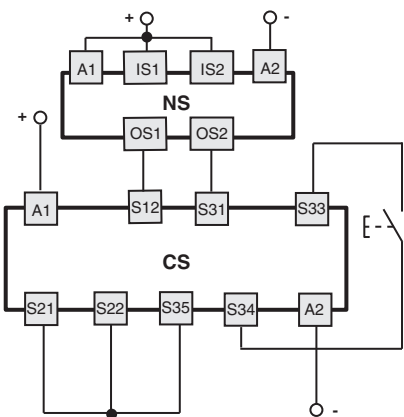 + -
A1 IS1 IS2 A2
NS
+ OS1 OS2
A1 S12 S31 S33
CS
S21 S22 S35 S34 A2
-